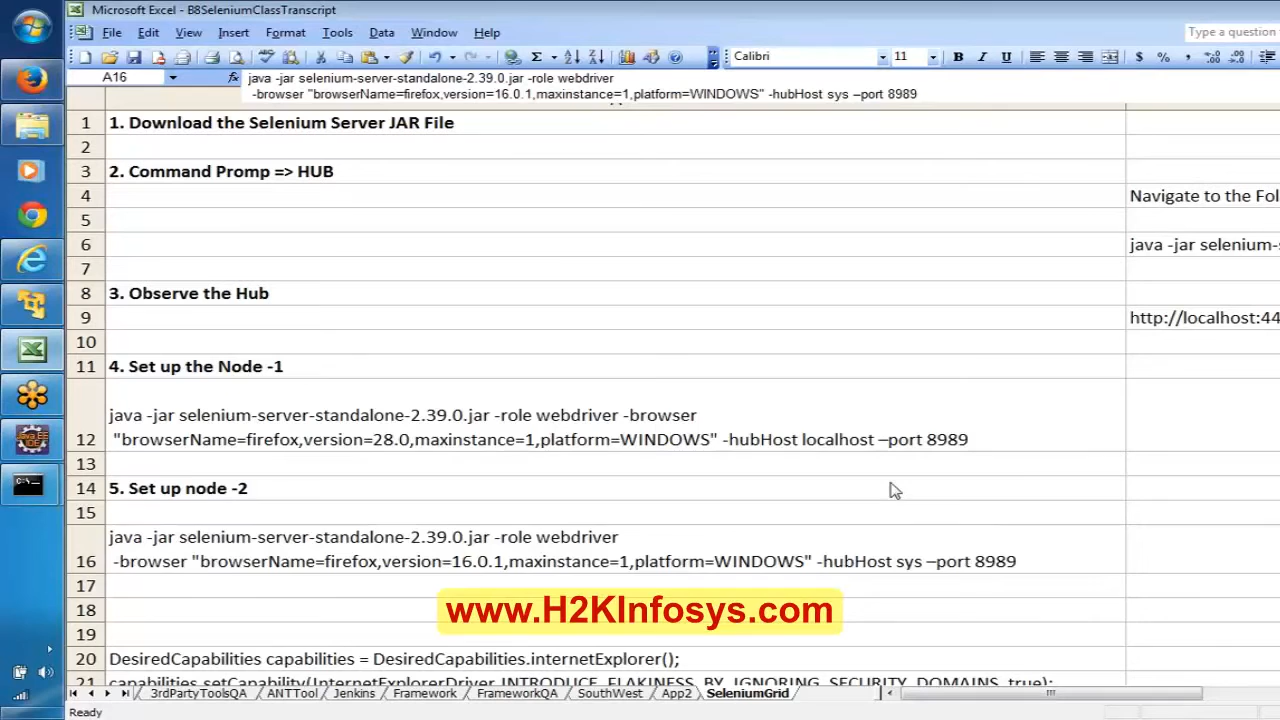 Microsoft Excel - B8SeleniumClassTranscript
File Edit View Insert Format Tools Data Window Help
Type a question
Calibri 11 B I U $ %
A16 fx java -jar selenium-server-standalone-2.39.0.jar -role webdriver
-browser "browserName=firefox,version=16.0.1,maxinstance=1,platform=WINDOWS" -hubHost sys –port 8989
1 1. Download the Selenium Server JAR File
2
3 2. Command Promp => HUB
4 Navigate to the Fol
5
6 java -jar selenium-s
7
8 3. Observe the Hub
9 http://localhost:44
10
11 4. Set up the Node -1
java -jar selenium-server-standalone-2.39.0.jar -role webdriver -browser
12 "browserName=firefox,version=28.0,maxinstance=1,platform=WINDOWS" -hubHost localhost –port 8989
13
14 5. Set up node -2
15
java -jar selenium-server-standalone-2.39.0.jar -role webdriver
16 -browser "browserName=firefox,version=16.0.1,maxinstance=1,platform=WINDOWS" -hubHost sys –port 8989
17
18
www.H2KInfosys.com
19
20 DesiredCapabilities capabilities = DesiredCapabilities.internetExplorer();
21 capabilities.setCapability(InternetExplorerDriver.INTRODUCE_FLAKINESS_BY_IGNORING_SECURITY_DOMAINS, true);
3rdPartyToolsQA ANTTool Jenkins Framework FrameworkQA SouthWest App2 SeleniumGrid
Ready